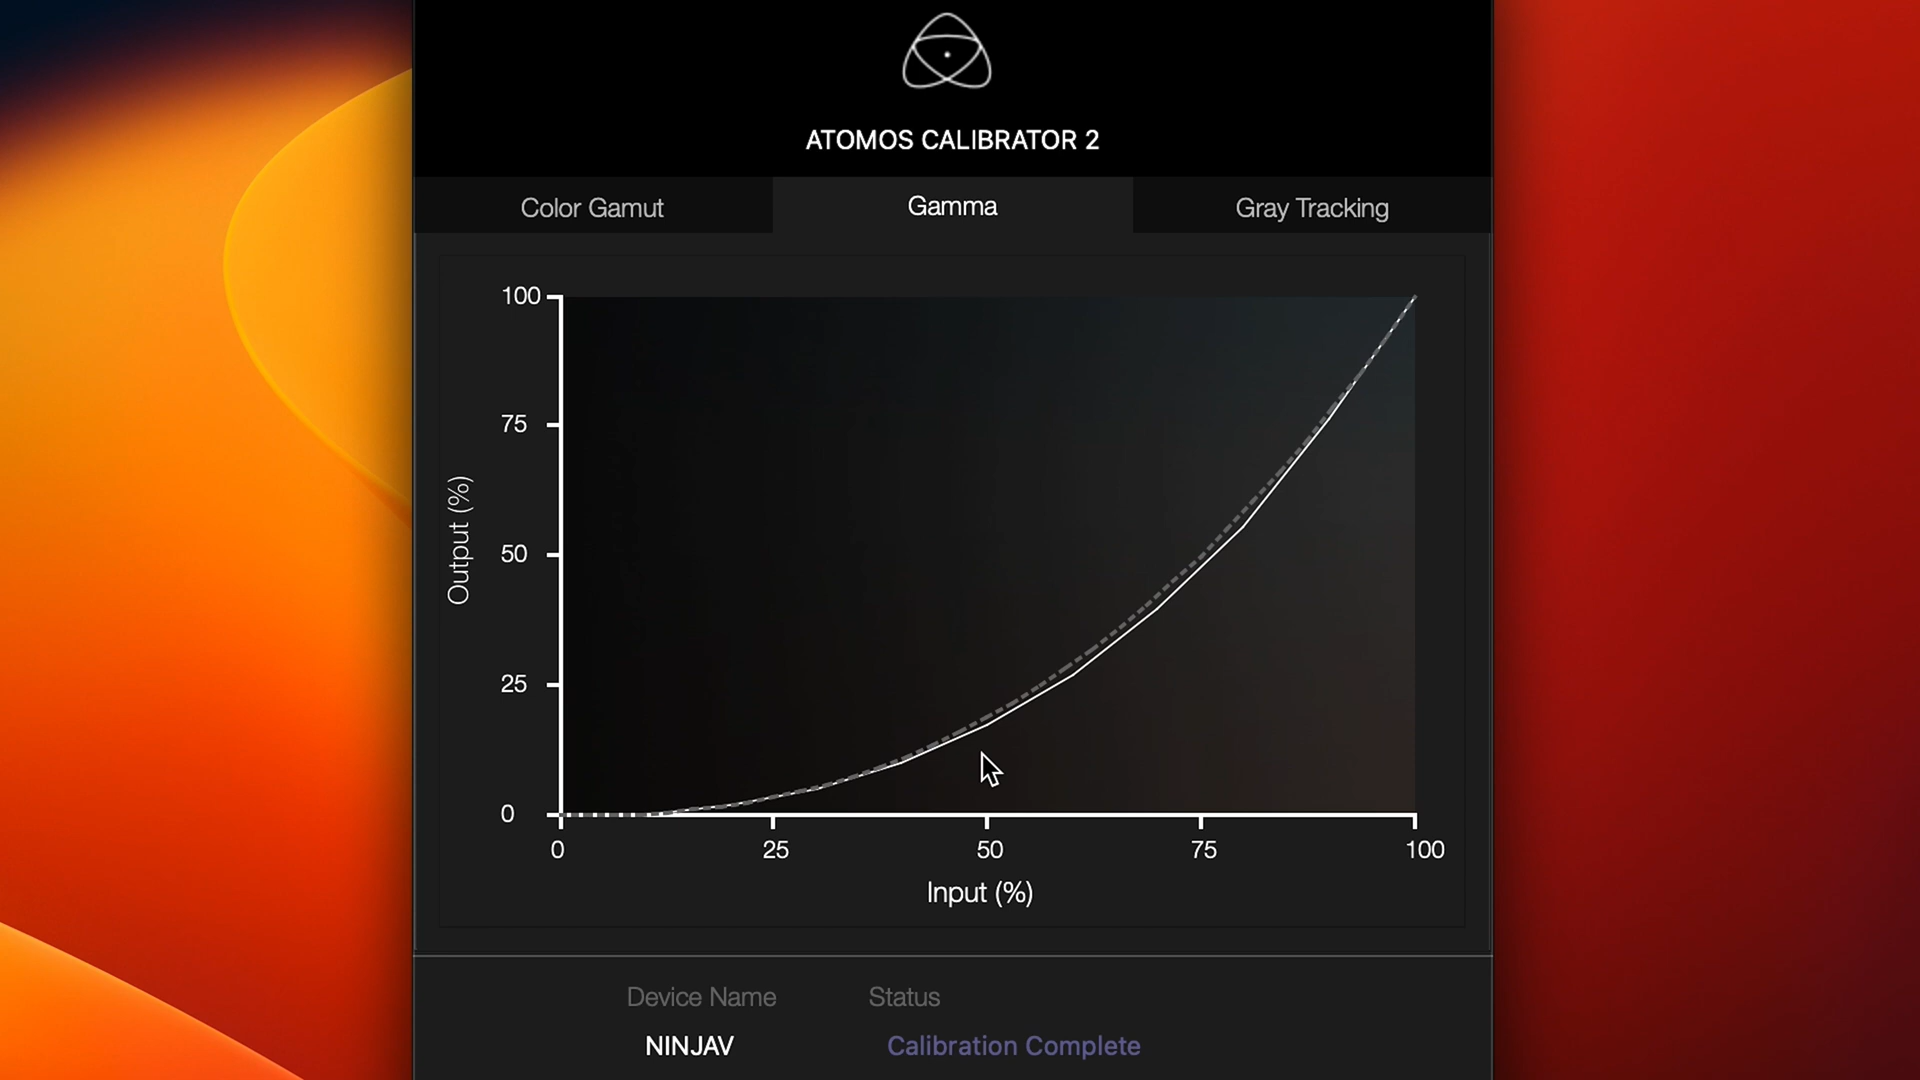 ATOMOS CALIBRATOR 2
Color Gamut
Gamma
Gray Tracking
100
75
50
25
0
Output (%)
0
25
50
75
100
Input (%)
Device Name
Status
NINJAV
Calibration Complete